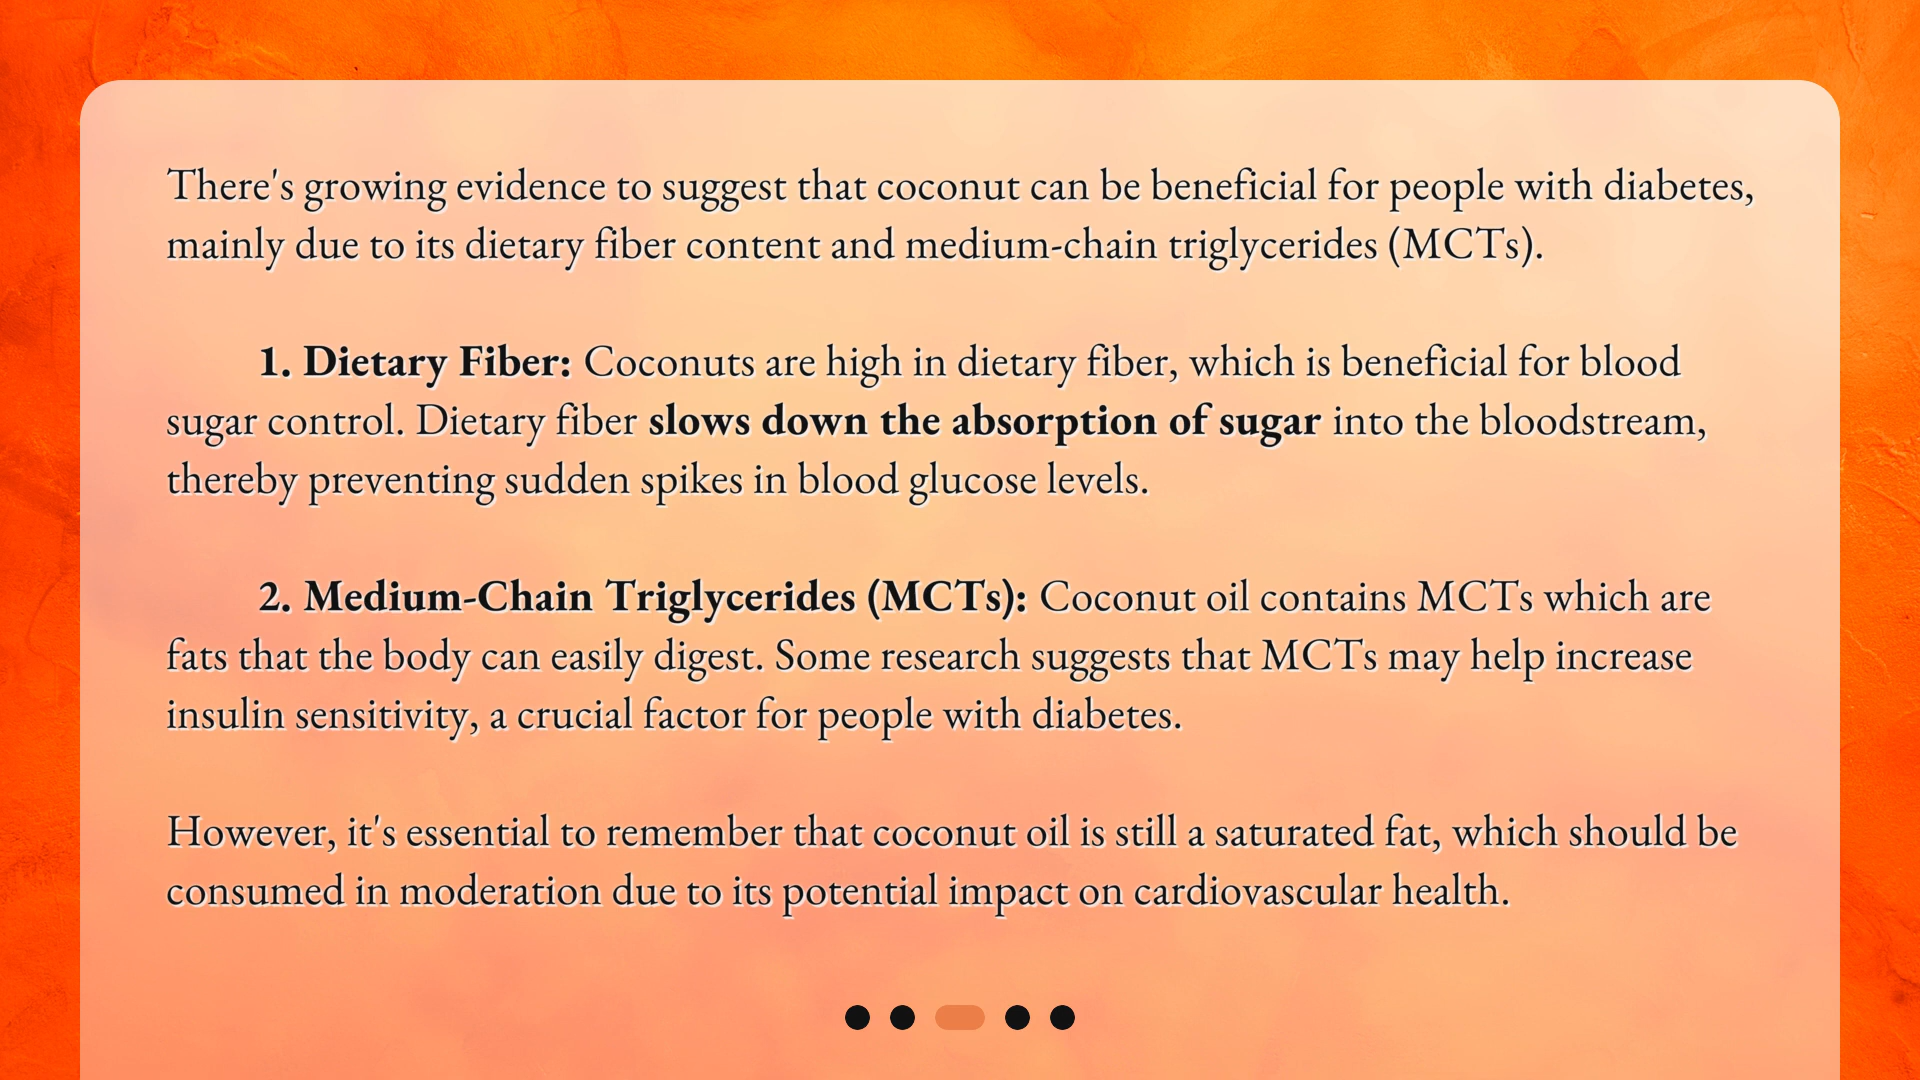 There's growing evidence to suggest that coconut can be beneficial for people with diabetes,
mainly due to its dietary fiber content and medium-chain triglycerides (MCTs).
1. Dietary Fiber: Coconuts are high in dietary fiber, which is beneficial for blood
sugar control. Dietary fiber slows down the absorption of sugar into the bloodstream,
thereby preventing sudden spikes in blood glucose levels.
2. Medium-Chain Triglycerides (MCTs): Coconut oil contains MCTs which are
fats that the body can easily digest. Some research suggests that MCTs may help increase
insulin sensitivity, a crucial factor for people with diabetes.
However, it's essential to remember that coconut oil is still a saturated fat, which should be
consumed in moderation due to its potential impact on cardiovascular health.